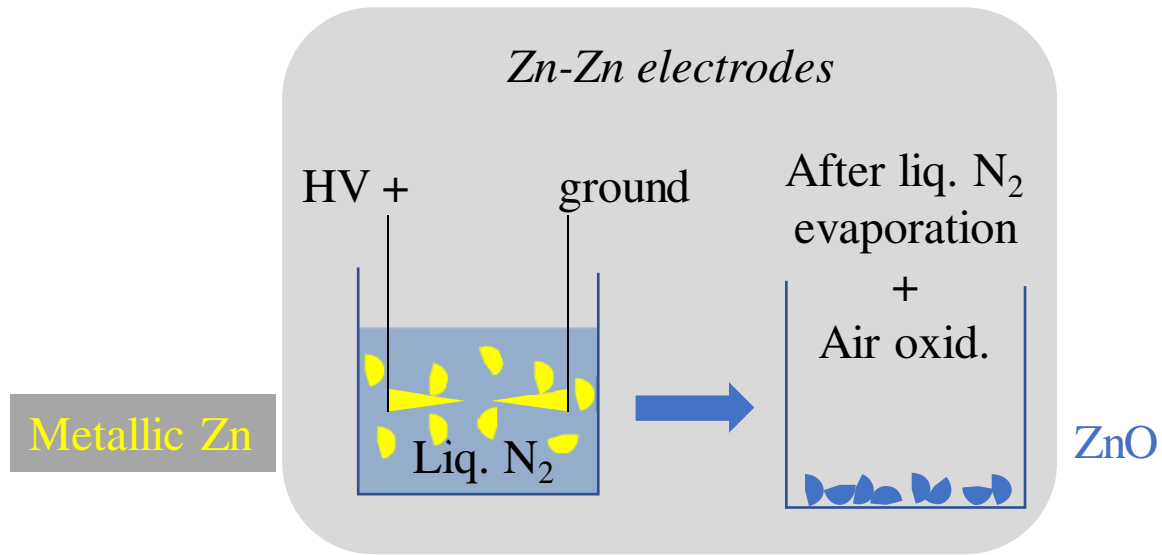 Zn-Zn electrodes
HV +
ground
Liq. N₂
After liq. N₂
evaporation
+
Air oxid.
Metallic Zn
ZnO